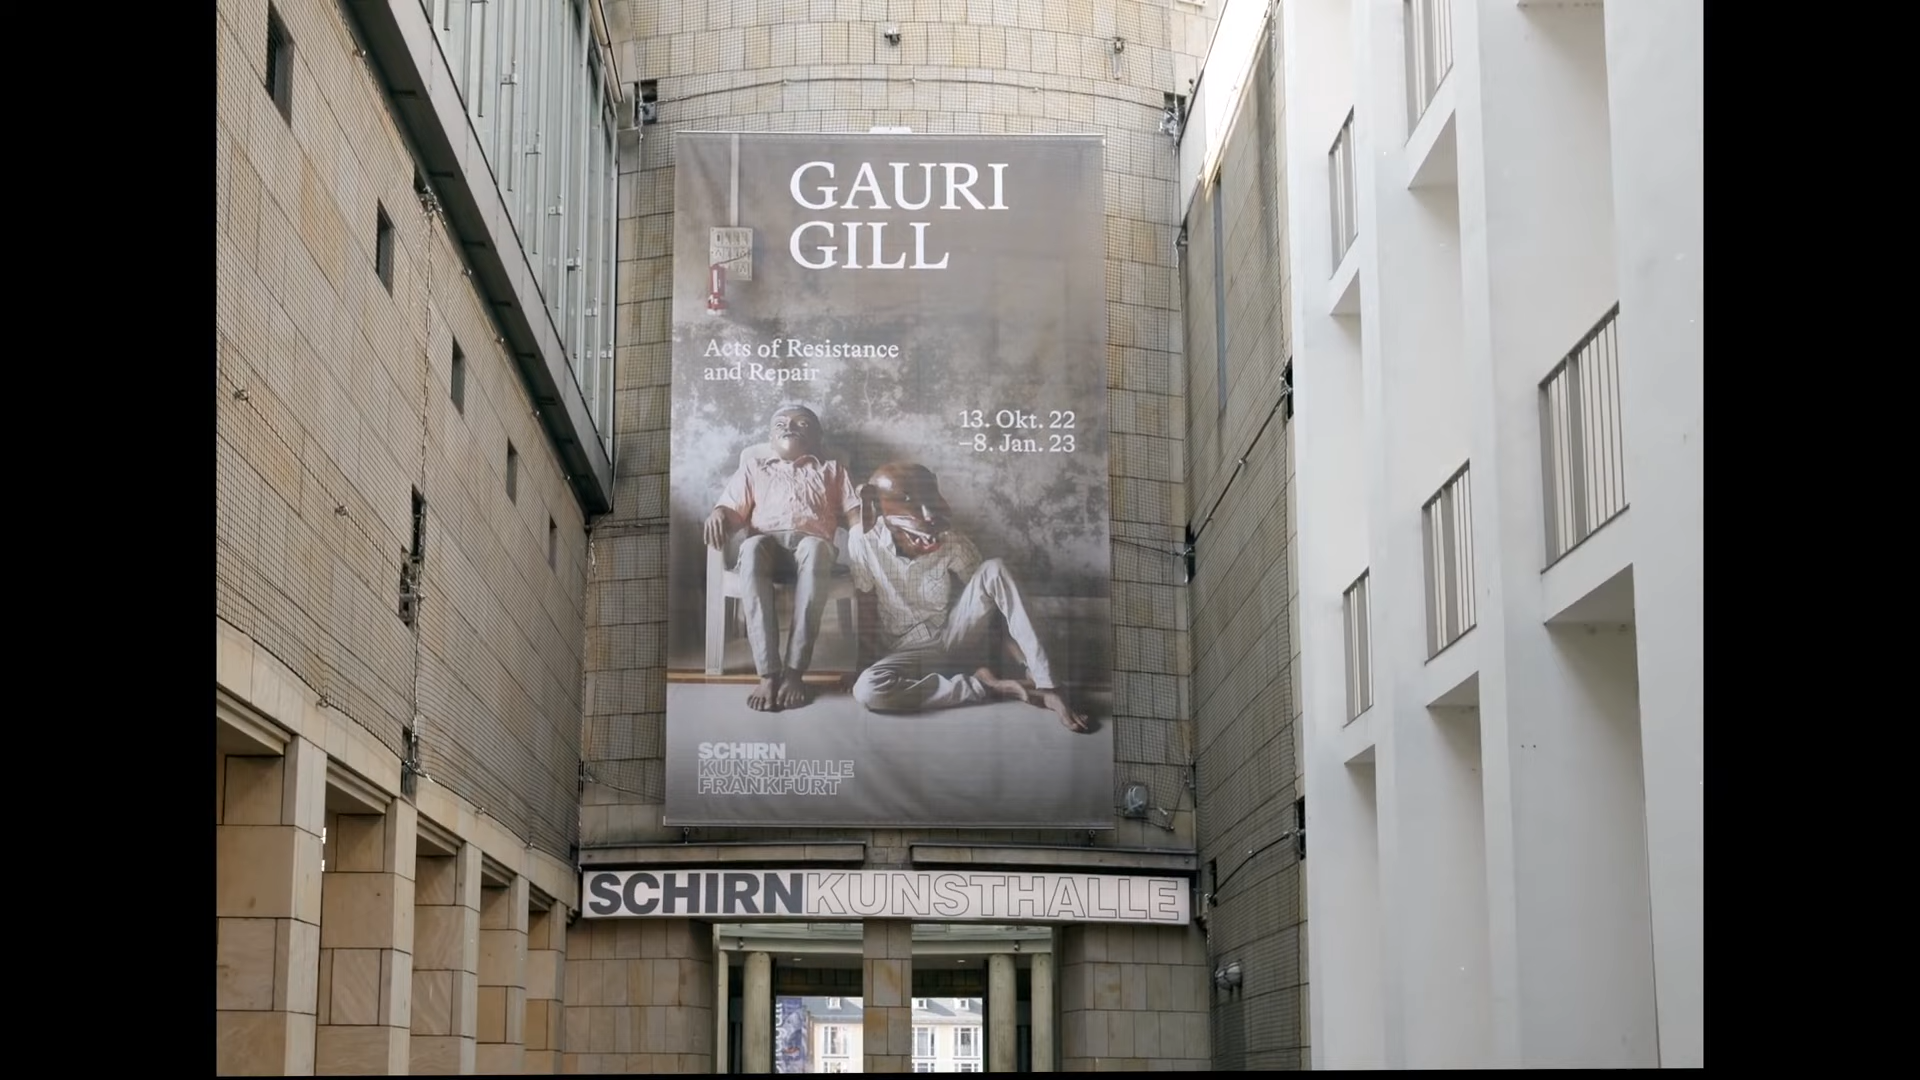 GAURI
GILL
Acts of Resistance
and Repair
13. Okt. 22
–8. Jan. 23
SCHIRN
KUNSTHALLE
FRANKFURT
SCHIRNKUNSTHALLE